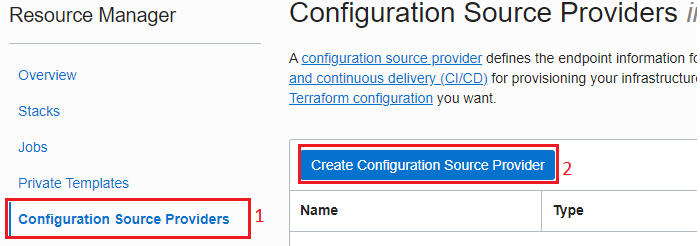 Resource Manager
Overview
Stacks
Jobs
Private Templates
Configuration Source Providers 1
Configuration Source Providers
A configuration source provider defines the endpoint information
and continuous delivery (CI/CD) for provisioning your infrastructure
Terraform configuration you want.
Create Configuration Source Provider 2
Name Type